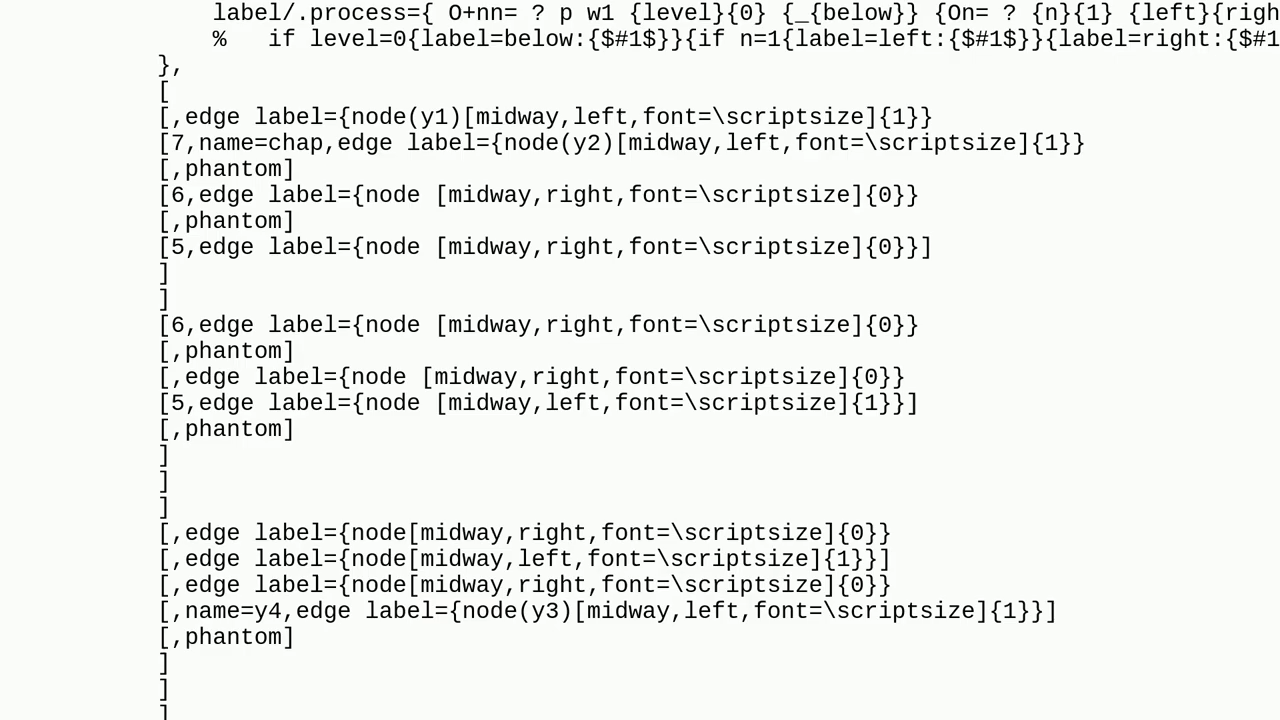 label/.process={ O+nn= ? p w1 {level}{0} {_{below}} {On= ? {n}{1} {left}{righ
%   if level=0{label=below:{$#1$}}{if n=1{label=left:{$#1$}}{label=right:{$#1
},
[
[,edge label={node(y1)[midway,left,font=\scriptsize]{1}}
[7,name=chap,edge label={node(y2)[midway,left,font=\scriptsize]{1}}
[,phantom]
[6,edge label={node [midway,right,font=\scriptsize]{0}}
[,phantom]
[5,edge label={node [midway,right,font=\scriptsize]{0}}]
]
]
[6,edge label={node [midway,right,font=\scriptsize]{0}}
[,phantom]
[,edge label={node [midway,right,font=\scriptsize]{0}}
[5,edge label={node [midway,left,font=\scriptsize]{1}}]
[,phantom]
]
]
]
[,edge label={node[midway,right,font=\scriptsize]{0}}
[,edge label={node[midway,left,font=\scriptsize]{1}}]
[,edge label={node[midway,right,font=\scriptsize]{0}}
[,name=y4,edge label={node(y3)[midway,left,font=\scriptsize]{1}}]
[,phantom]
]
]
]